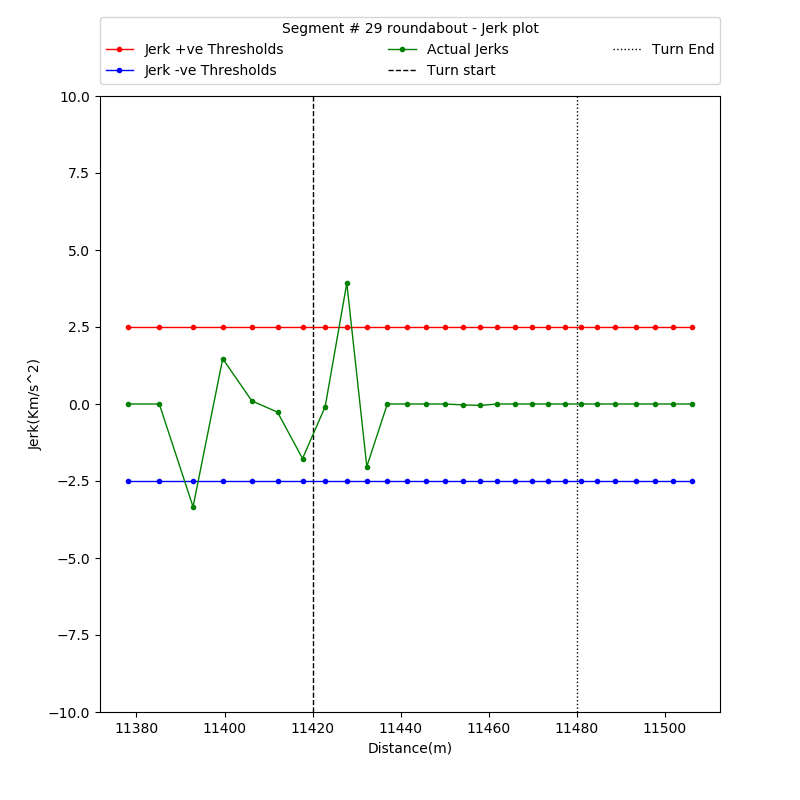 Segment # 29 roundabout - Jerk plot
Jerk +ve Thresholds Actual Jerks Turn End
Jerk -ve Thresholds Turn start
10.0
7.5
5.0
2.5
0.0
−2.5
−5.0
−7.5
−10.0
Jerk(Km/s^2)
11380 11400 11420 11440 11460 11480 11500
Distance(m)